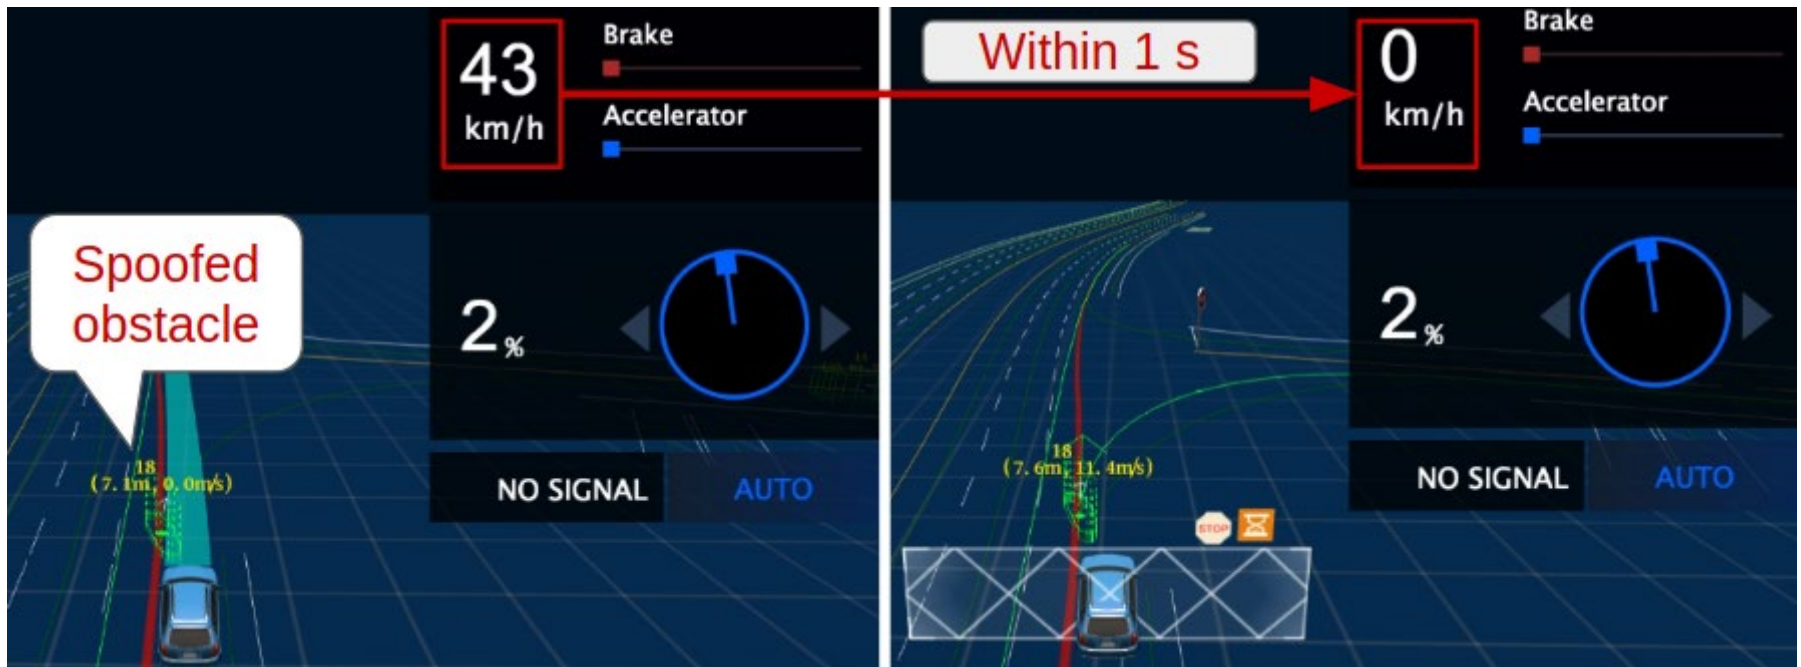 43
km/h
Brake
Accelerator
Spoofed
obstacle
2 %
18
(7.1m, 0.0m/s)
NO SIGNAL
AUTO
Within 1 s
0
km/h
Brake
Accelerator
2 %
18
(7.6m, 11.4m/s)
NO SIGNAL
AUTO
STOP